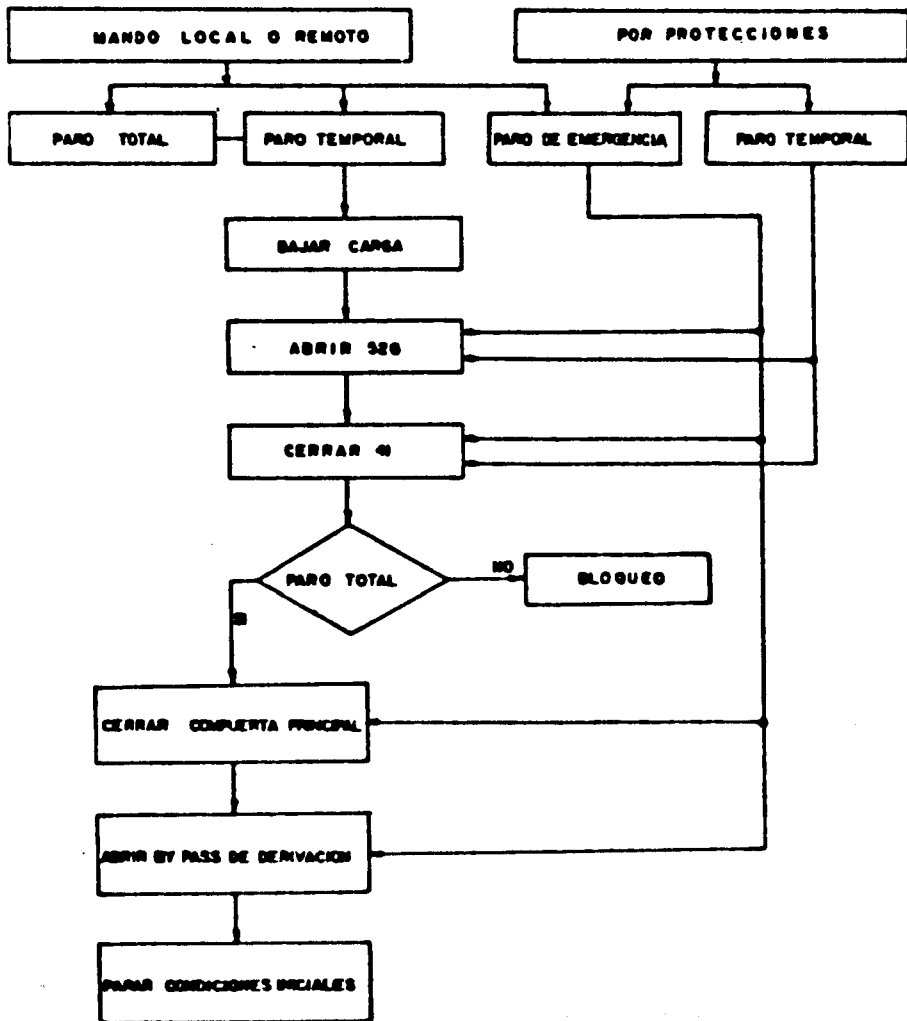 MANDO LOCAL O REMOTO
POR PROTECCIONES
PARO TOTAL
PARO TEMPORAL
PARO DE EMERGENCIA
PARO TEMPORAL
BAJAR CARGA
ABRIR 52G
CERRAR 41
PARO TOTAL
NO
BLOQUEO
SI
CERRAR COMPUERTA PRINCIPAL
ABRIR BY PASS DE DERIVACION
PARAR CONDICIONES INICIALES